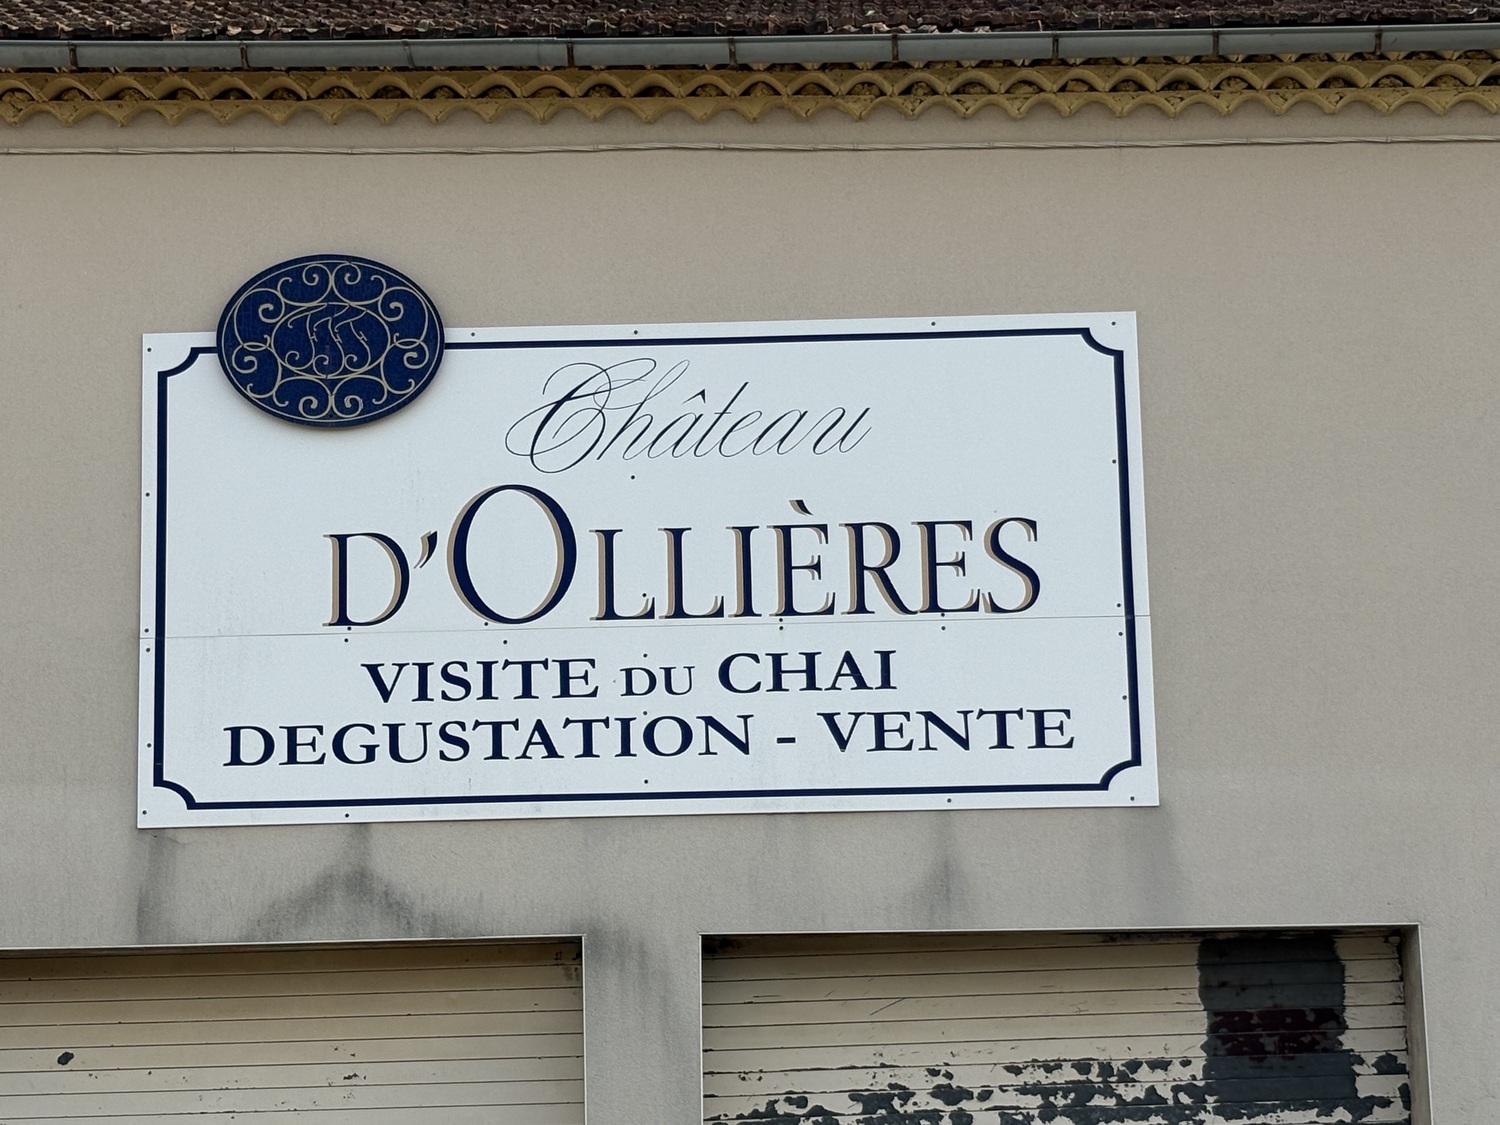 Château
D'OLLIÈRES
VISITE DU CHAI
DEGUSTATION - VENTE